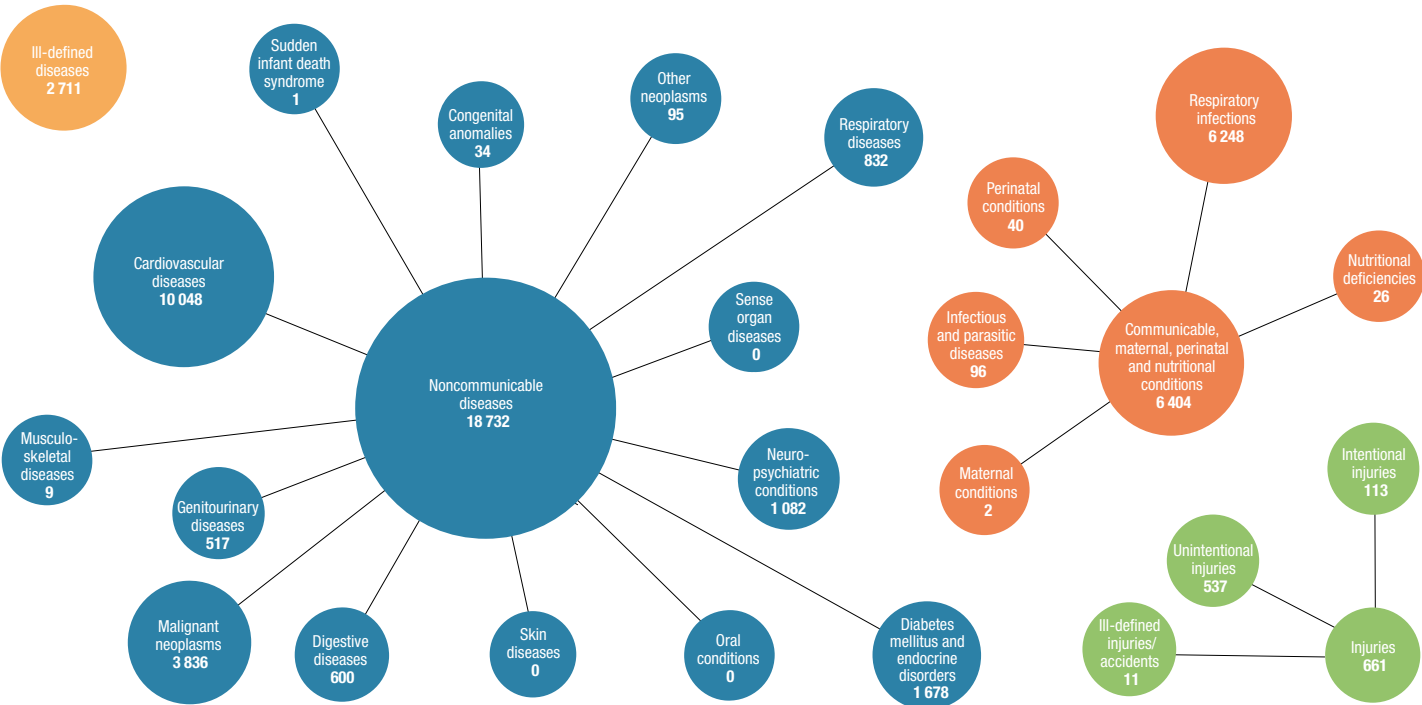 Ill-defined
diseases
2 711
Sudden
infant death
syndrome
1
Congenital
anomalies
34
Other
neoplasms
95
Respiratory
diseases
832
Cardiovascular
diseases
10 048
Sense
organ
diseases
0
Noncommunicable
diseases
18 732
Musculo-
skeletal
diseases
9
Genitourinary
diseases
517
Neuro-
psychiatric
conditions
1 082
Malignant
neoplasms
3 836
Digestive
diseases
600
Skin
diseases
0
Oral
conditions
0
Diabetes
mellitus and
endocrine
disorders
1 678
Respiratory
infections
6 248
Perinatal
conditions
40
Nutritional
deficiencies
26
Infectious
and parasitic
diseases
96
Communicable,
maternal, perinatal
and nutritional
conditions
6 404
Maternal
conditions
2
Intentional
injuries
113
Unintentional
injuries
537
Ill-defined
injuries/
accidents
11
Injuries
661